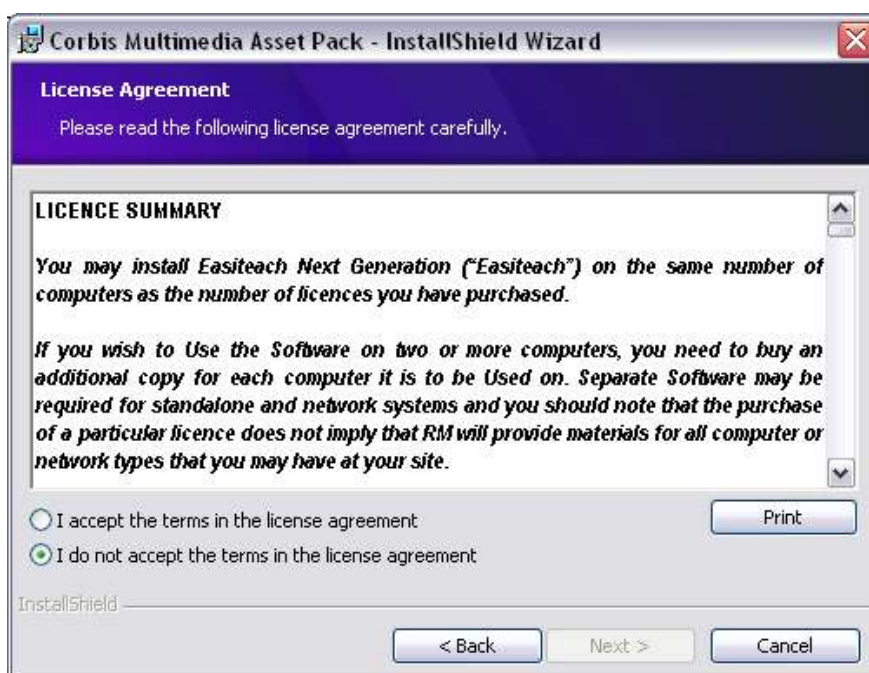 Corbis Multimedia Asset Pack - InstallShield Wizard
License Agreement
Please read the following license agreement carefully.
LICENCE SUMMARY
You may install Easiteach Next Generation ("Easiteach") on the same number of
computers as the number of licences you have purchased.
If you wish to Use the Software on two or more computers, you need to buy an
additional copy for each computer it is to be Used on. Separate Software may be
required for standalone and network systems and you should note that the purchase
of a particular licence does not imply that RM will provide materials for all computer or
network types that you may have at your site.
I accept the terms in the license agreement
Print
I do not accept the terms in the license agreement
InstallShield
< Back
Next >
Cancel